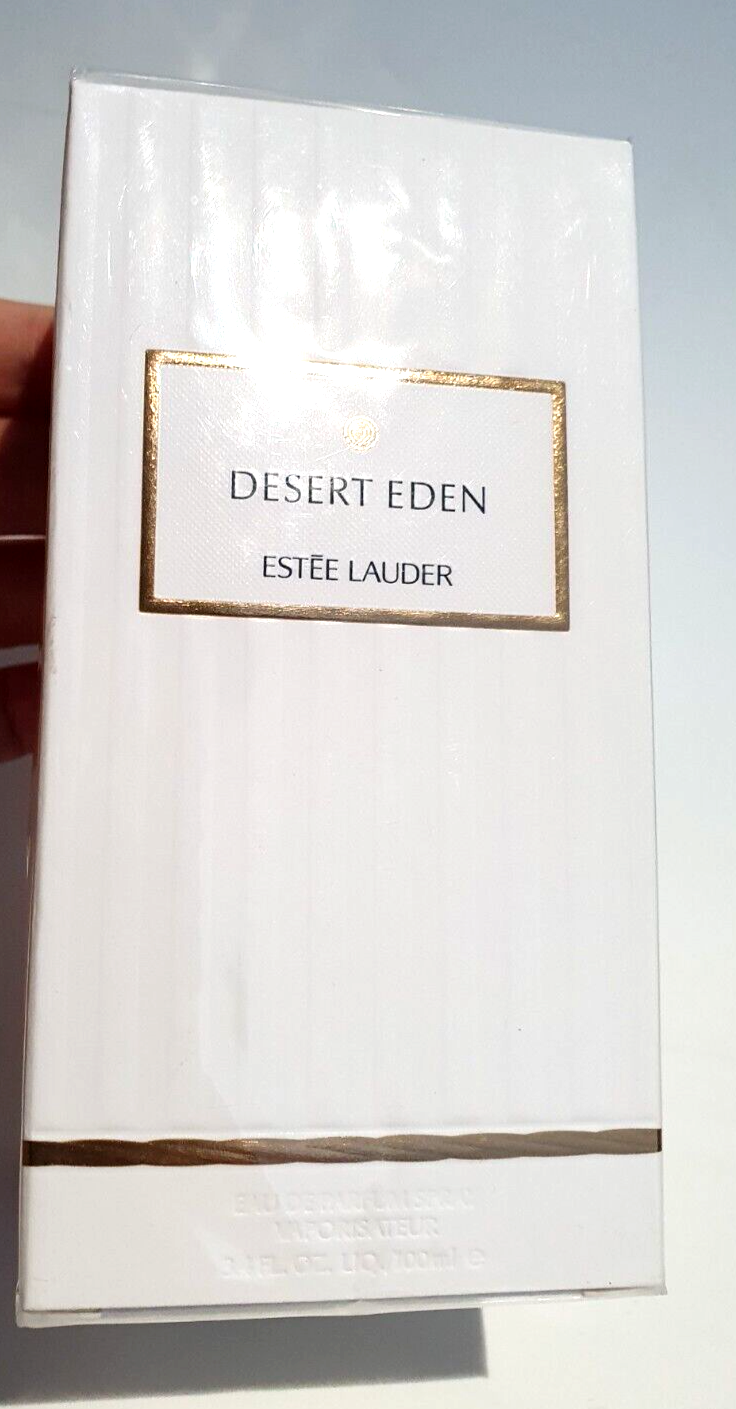 DESERT EDEN
ESTĒE LAUDER
EAU DE PARFUM SPRAY
VAPORISATEUR
3.4 FL. OZ. LIQ./100ml ℮